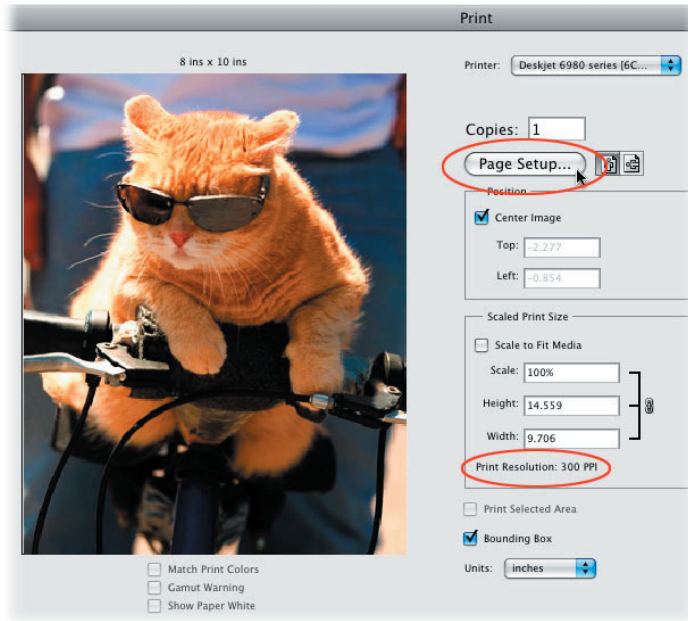 Print
8 ins x 10 ins
Printer: Deskjet 6980 series [6C...
Copies: 1
Page Setup...
Position
Center Image
Top: -2.277
Left: -0.854
Scaled Print Size
Scale to Fit Media
Scale: 100%
Height: 14.559
Width: 9.706
Print Resolution: 300 PPI
Print Selected Area
Bounding Box
Units: inches
Match Print Colors
Gamut Warning
Show Paper White